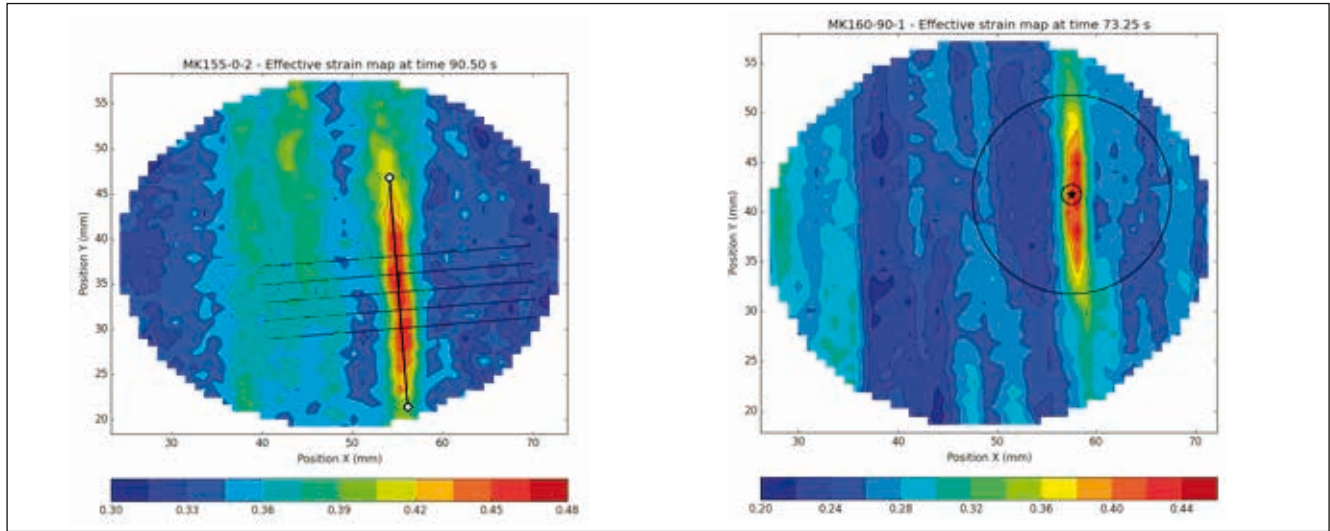 MK155-0-2 - Effective strain map at time 90.50 s
55
50
45
40
35
30
25
20
Position Y (mm)
30 40 50 60 70
Position X (mm)
0.30 0.33 0.36 0.39 0.42 0.45 0.48
MK160-90-1 - Effective strain map at time 73.25 s
55
50
45
40
35
30
25
20
Position Y (mm)
30 40 50 60 70
Position X (mm)
0.20 0.24 0.28 0.32 0.36 0.40 0.44